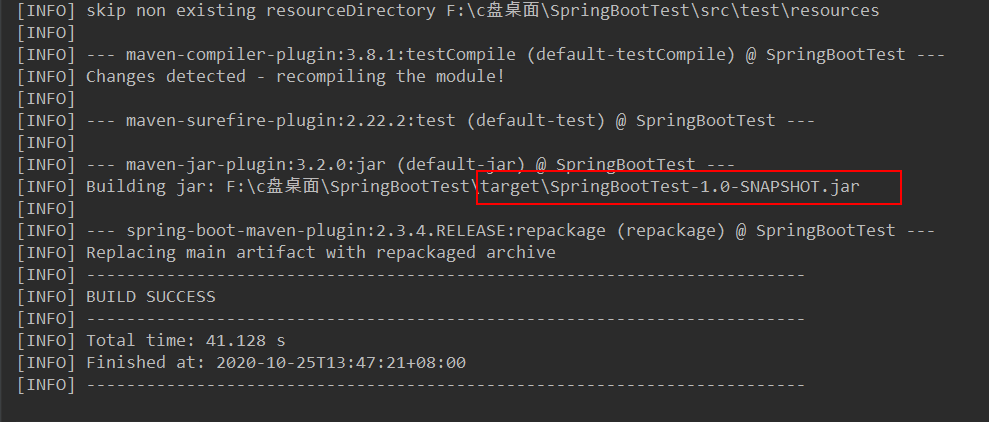 [INFO] skip non existing resourceDirectory F:\c盘桌面\SpringBootTest\src\test\resources
[INFO]
[INFO] --- maven-compiler-plugin:3.8.1:testCompile (default-testCompile) @ SpringBootTest ---
[INFO] Changes detected - recompiling the module!
[INFO]
[INFO] --- maven-surefire-plugin:2.22.2:test (default-test) @ SpringBootTest ---
[INFO]
[INFO] --- maven-jar-plugin:3.2.0:jar (default-jar) @ SpringBootTest ---
[INFO] Building jar: F:\c盘桌面\SpringBootTest\target\SpringBootTest-1.0-SNAPSHOT.jar
[INFO]
[INFO] --- spring-boot-maven-plugin:2.3.4.RELEASE:repackage (repackage) @ SpringBootTest ---
[INFO] Replacing main artifact with repackaged archive
[INFO] ------------------------------------------------------------------------
[INFO] BUILD SUCCESS
[INFO] ------------------------------------------------------------------------
[INFO] Total time: 41.128 s
[INFO] Finished at: 2020-10-25T13:47:21+08:00
[INFO] ------------------------------------------------------------------------